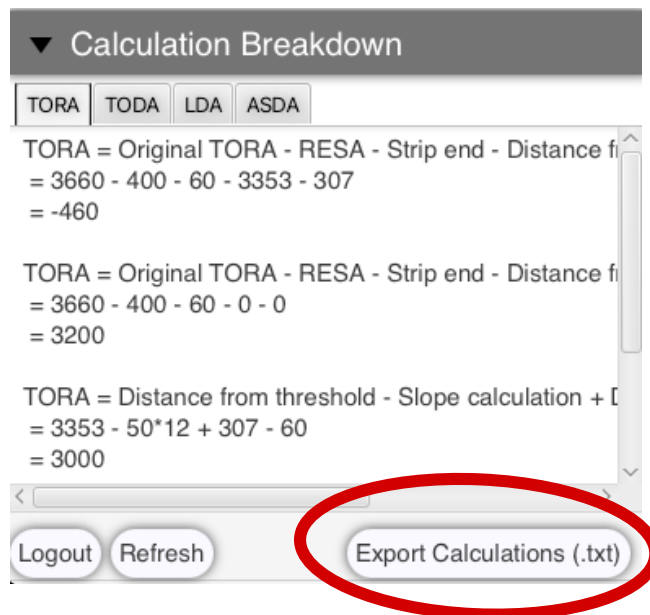 ▼ Calculation Breakdown
TORA TODA LDA ASDA
TORA = Original TORA - RESA - Strip end - Distance
= 3660 - 400 - 60 - 3353 - 307
= -460
TORA = Original TORA - RESA - Strip end - Distance
= 3660 - 400 - 60 - 0 - 0
= 3200
TORA = Distance from threshold - Slope calculation +
= 3353 - 50*12 + 307 - 60
= 3000
Logout Refresh Export Calculations (.txt)